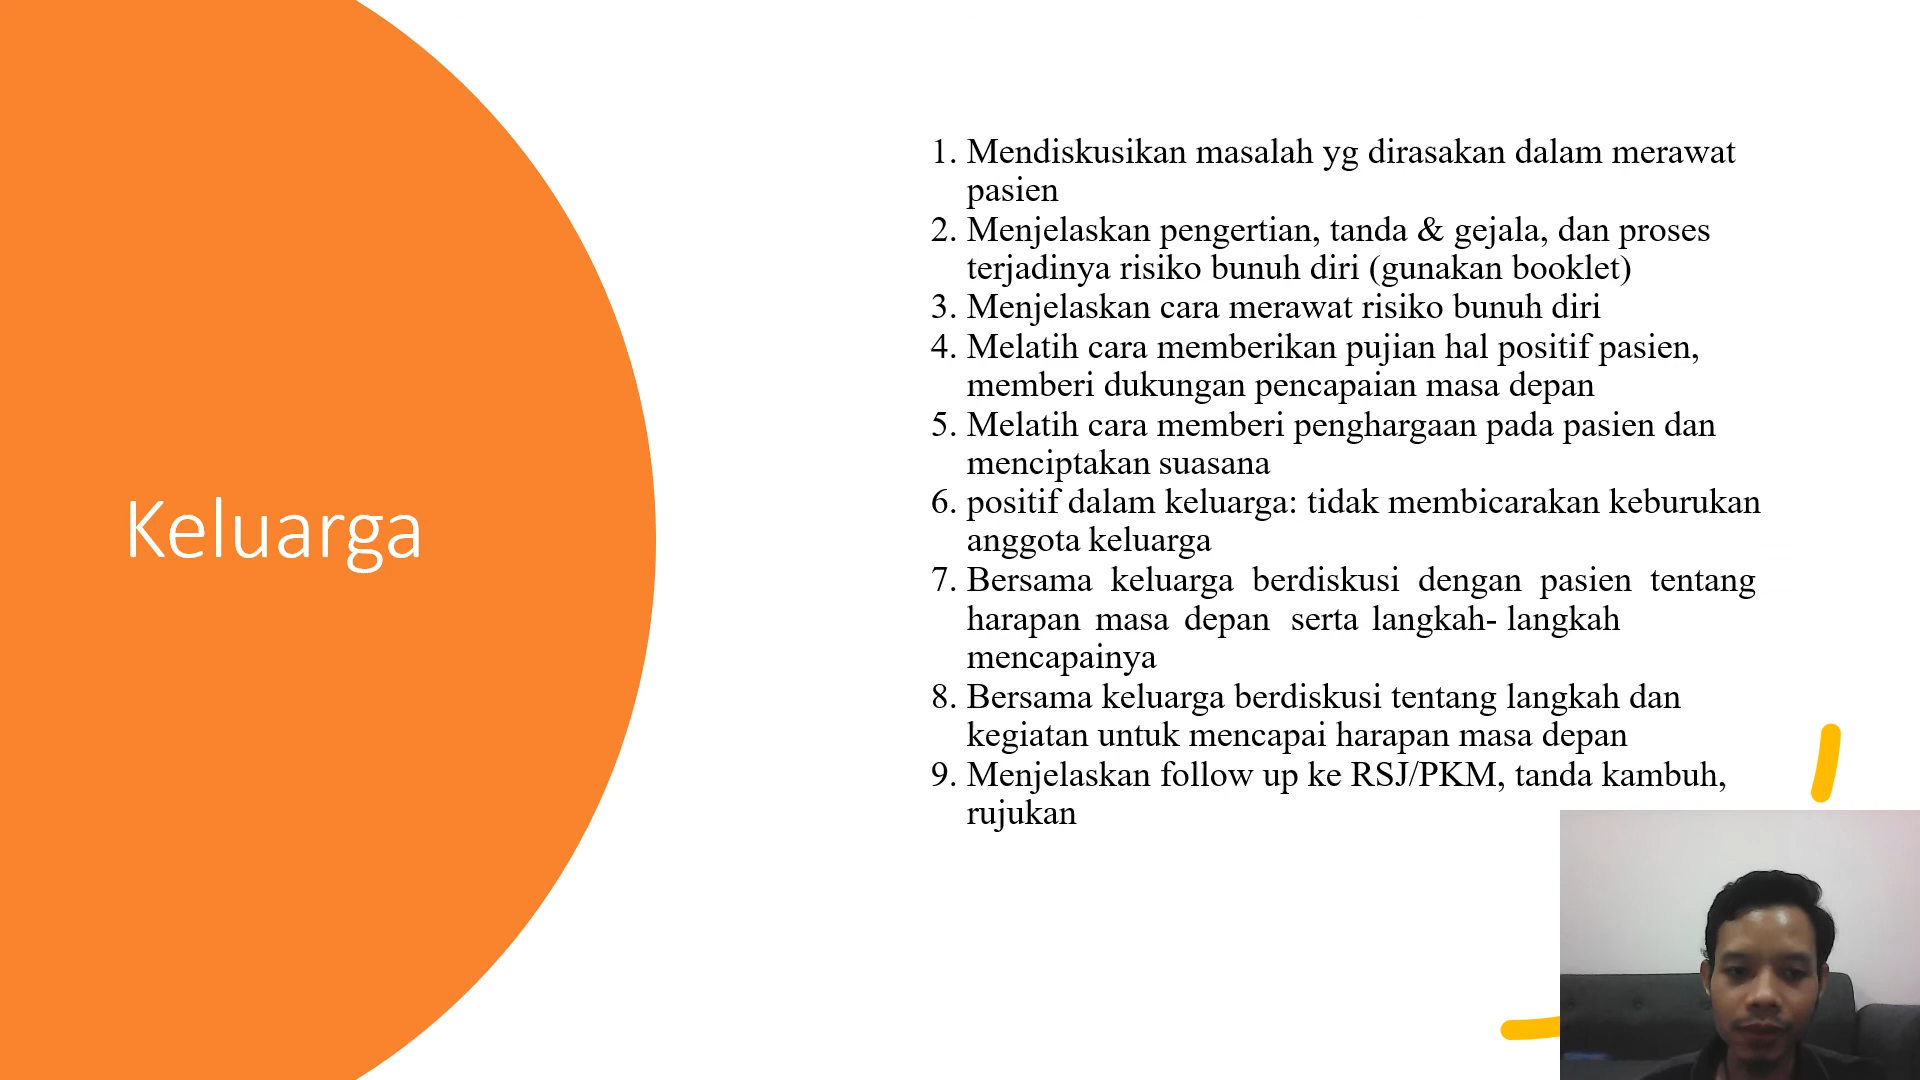 Keluarga
1. Mendiskusikan masalah yg dirasakan dalam merawat
pasien
2. Menjelaskan pengertian, tanda & gejala, dan proses
terjadinya risiko bunuh diri (gunakan booklet)
3. Menjelaskan cara merawat risiko bunuh diri
4. Melatih cara memberikan pujian hal positif pasien,
memberi dukungan pencapaian masa depan
5. Melatih cara memberi penghargaan pada pasien dan
menciptakan suasana
6. positif dalam keluarga: tidak membicarakan keburukan
anggota keluarga
7. Bersama keluarga berdiskusi dengan pasien tentang
harapan masa depan serta langkah- langkah
mencapainya
8. Bersama keluarga berdiskusi tentang langkah dan
kegiatan untuk mencapai harapan masa depan
9. Menjelaskan follow up ke RSJ/PKM, tanda kambuh,
rujukan